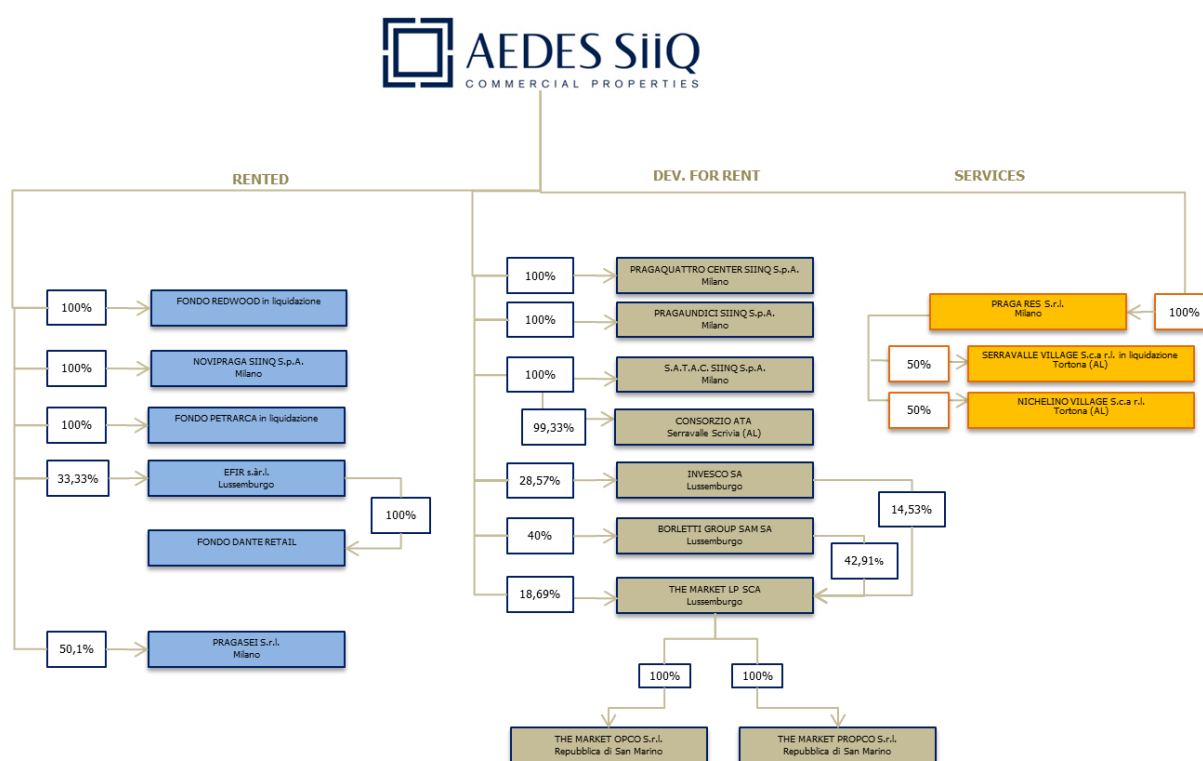 AEDES SiiQ
COMMERCIAL PROPERTIES
RENTED
DEV. FOR RENT
SERVICES
100%
FONDO REDWOOD in liquidazione
100%
NOVIPRAGA SIINQ S.p.A.
Milano
100%
FONDO PETRARCA in liquidazione
33,33%
EFIR s.àr.l.
Lussemburgo
100%
FONDO DANTE RETAIL
50,1%
PRAGASEI S.r.l.
Milano
100%
PRAGAQUATTRO CENTER SIINQ S.p.A.
Milano
100%
PRAGAUNDICI SIINQ S.p.A.
Milano
100%
S.A.T.A.C. SIINQ S.p.A.
Milano
99,33%
CONSORZIO ATA
Serravalle Scrivia (AL)
28,57%
INVESCO SA
Lussemburgo
14,53%
40%
BORLETTI GROUP SAM SA
Lussemburgo
42,91%
18,69%
THE MARKET LP SCA
Lussemburgo
100%
100%
THE MARKET OPCO S.r.l.
Repubblica di San Marino
THE MARKET PROPCO S.r.l.
Repubblica di San Marino
PRAGA RES S.r.l.
Milano
100%
50%
SERRAVALLE VILLAGE S.c.a r.l. in liquidazione
Tortona (AL)
50%
NICHELINO VILLAGE S.c.a r.l.
Tortona (AL)